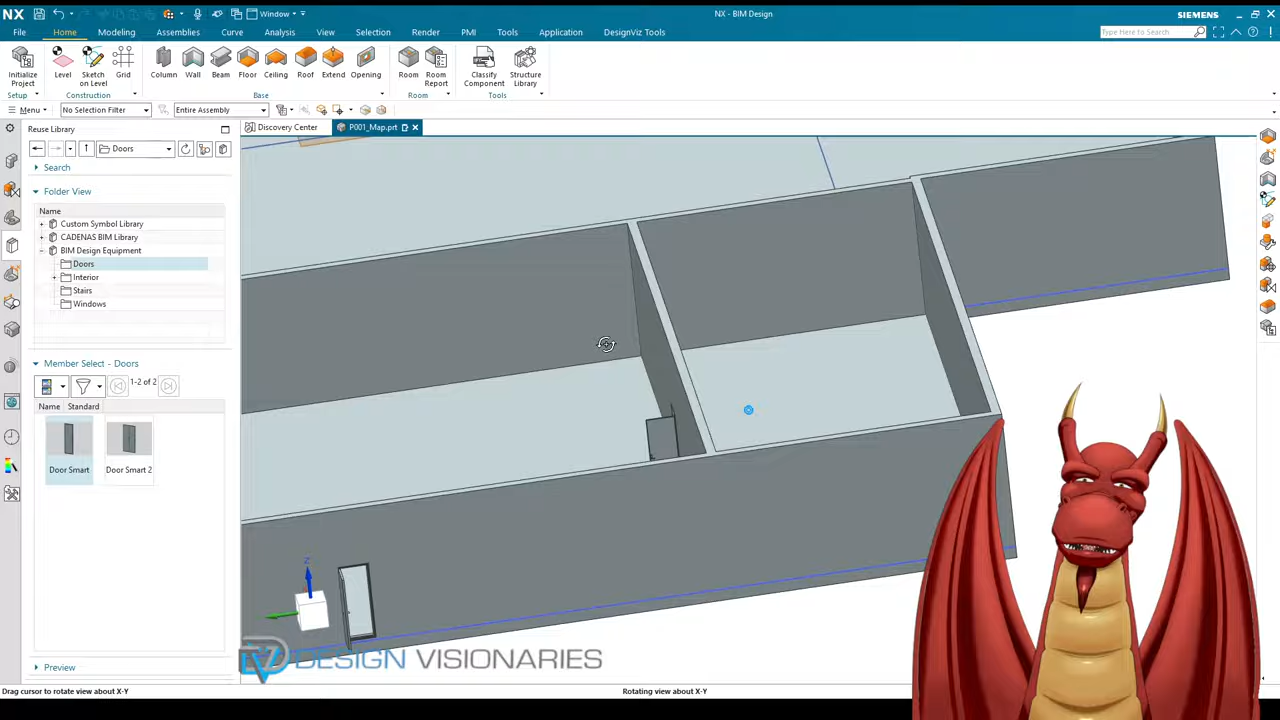 NX
Window
NX - BIM Design
SIEMENS
File
Home
Modeling
Assemblies
Curve
Analysis
View
Selection
Render
PMI
Tools
Application
DesignViz Tools
Type Here to Search
Initialize Project
Level
Sketch on Level
Grid
Column
Wall
Beam
Floor
Ceiling
Roof
Extend
Opening
Room
Room Report
Classify Component
Structure Library
Setup
Construction
Base
Room
Tools
Menu
No Selection Filter
Entire Assembly
Reuse Library
Discovery Center
P001_Map.prt
Doors
Search
Folder View
Name
Custom Symbol Library
CADENAS BIM Library
BIM Design Equipment
Doors
Interior
Stairs
Windows
Member Select - Doors
1-2 of 2
Name
Standard
Door Smart
Door Smart 2
Preview
Z
DESIGN VISIONARIES
Drag cursor to rotate view about X-Y
Rotating view about X-Y